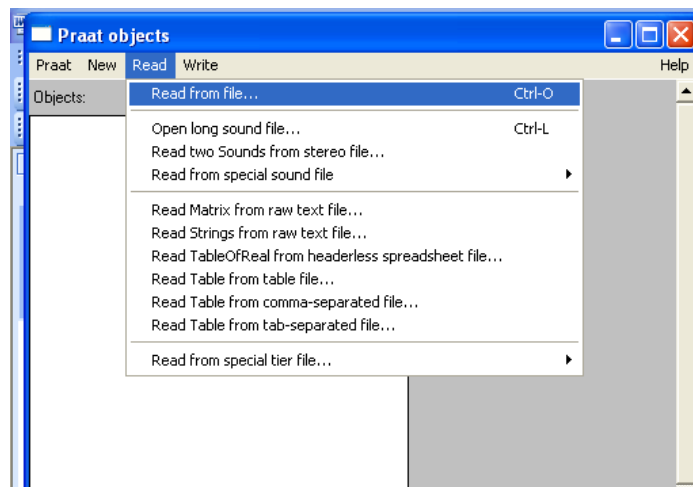 Praat objects
Praat New Read Write Help
Objects:
Read from file... Ctrl-O
Open long sound file... Ctrl-L
Read two Sounds from stereo file...
Read from special sound file
Read Matrix from raw text file...
Read Strings from raw text file...
Read TableOfReal from headerless spreadsheet file...
Read Table from table file...
Read Table from comma-separated file...
Read Table from tab-separated file...
Read from special tier file...